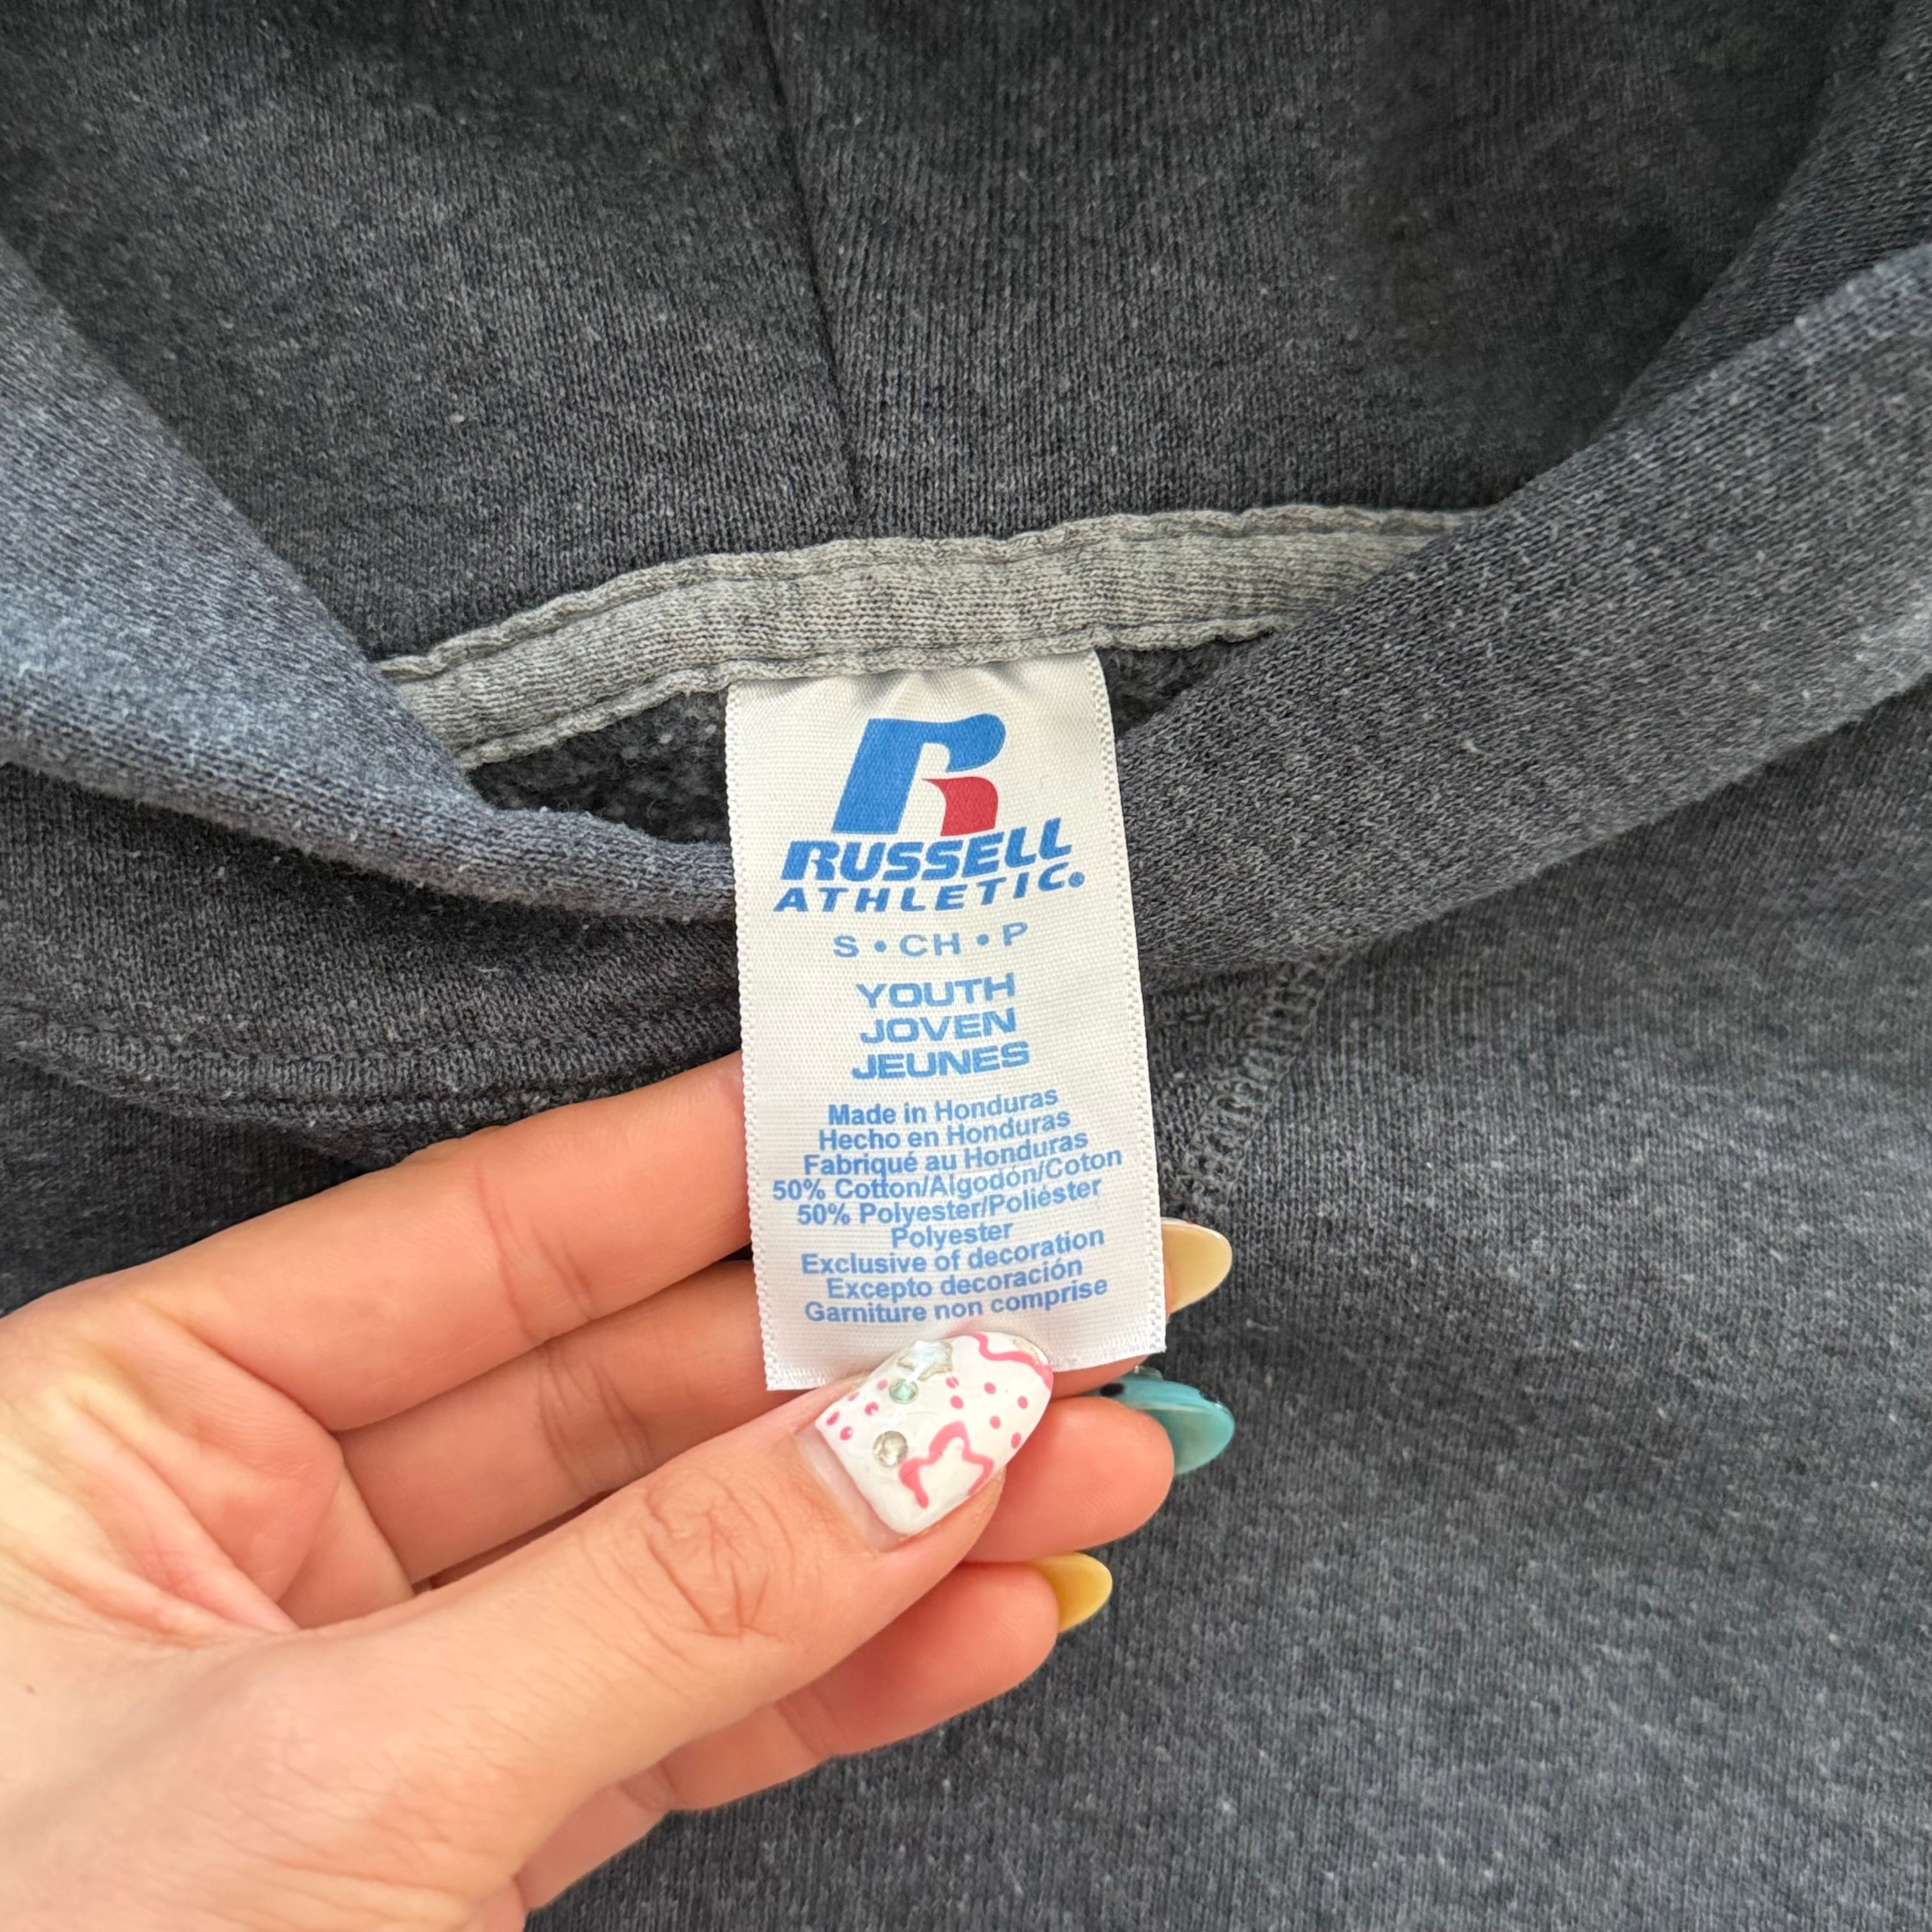 R
RUSSELL
ATHLETIC®
S • CH • P
YOUTH
JOVEN
JEUNES
Made in Honduras
Hecho en Honduras
Fabriqué au Honduras
50% Cotton/Algodón/Coton
50% Polyester/Poliéster
Polyester
Exclusive of decoration
Excepto decoración
Garniture non comprise